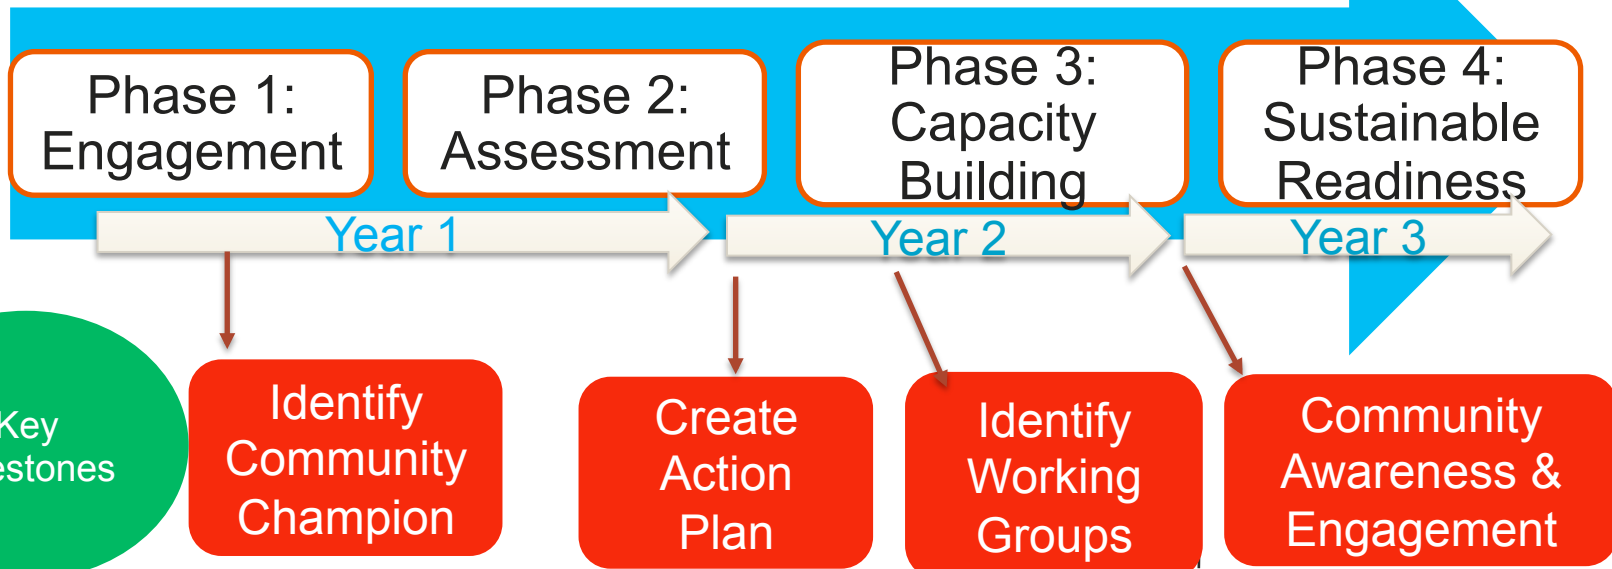 Phase 1:
Engagement
Phase 2:
Assessment
Phase 3:
Capacity
Building
Phase 4:
Sustainable
Readiness
Year 1
Year 2
Year 3
Key
estones
Identify
Community
Champion
Create
Action
Plan
Identify
Working
Groups
Community
Awareness &
Engagement